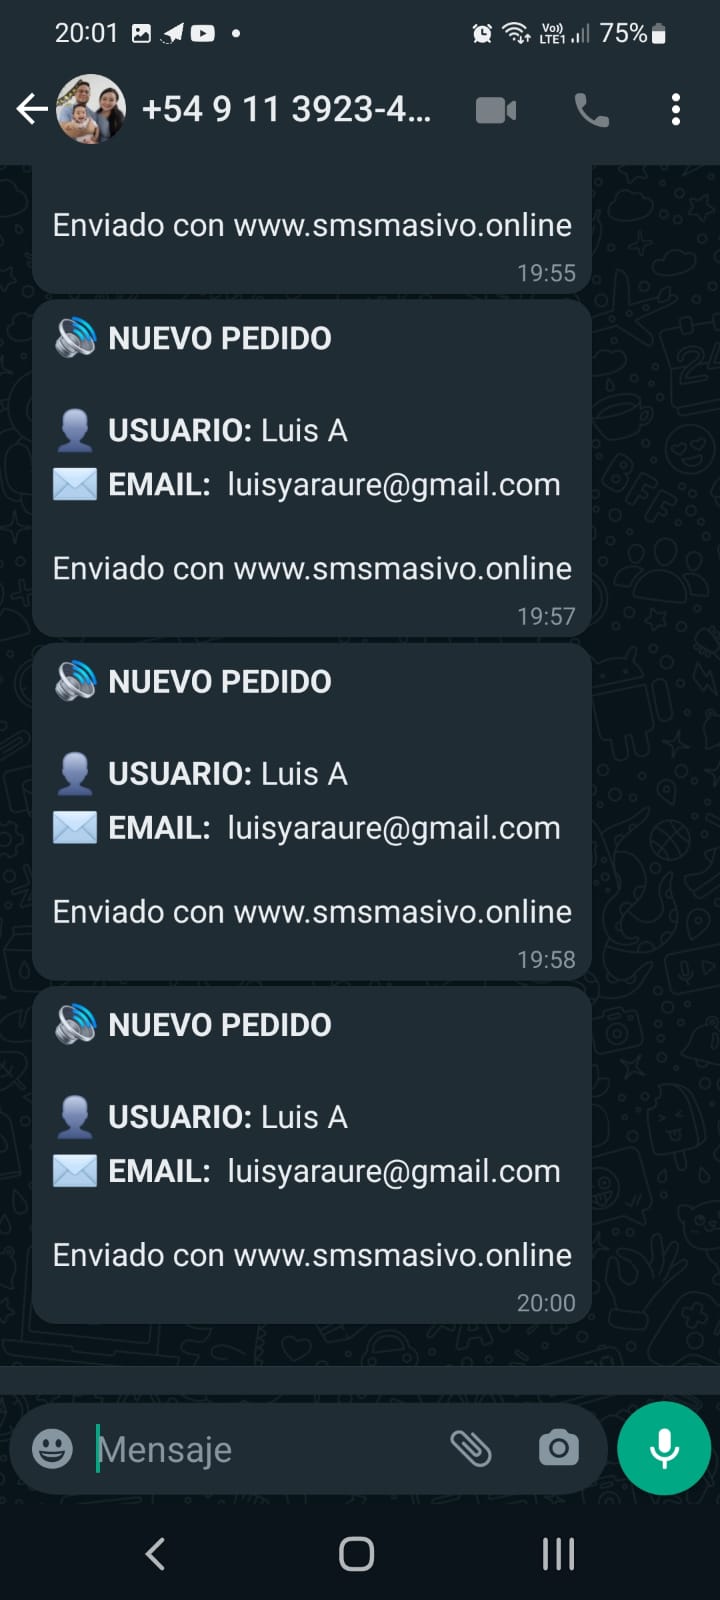 20:01
Vo))
LTE1
75%
+54 9 11 3923-4...
Enviado con www.smsmasivo.online
19:55
NUEVO PEDIDO
USUARIO: Luis A
EMAIL: luisyaraure@gmail.com
Enviado con www.smsmasivo.online
19:57
NUEVO PEDIDO
USUARIO: Luis A
EMAIL: luisyaraure@gmail.com
Enviado con www.smsmasivo.online
19:58
NUEVO PEDIDO
USUARIO: Luis A
EMAIL: luisyaraure@gmail.com
Enviado con www.smsmasivo.online
20:00
Mensaje